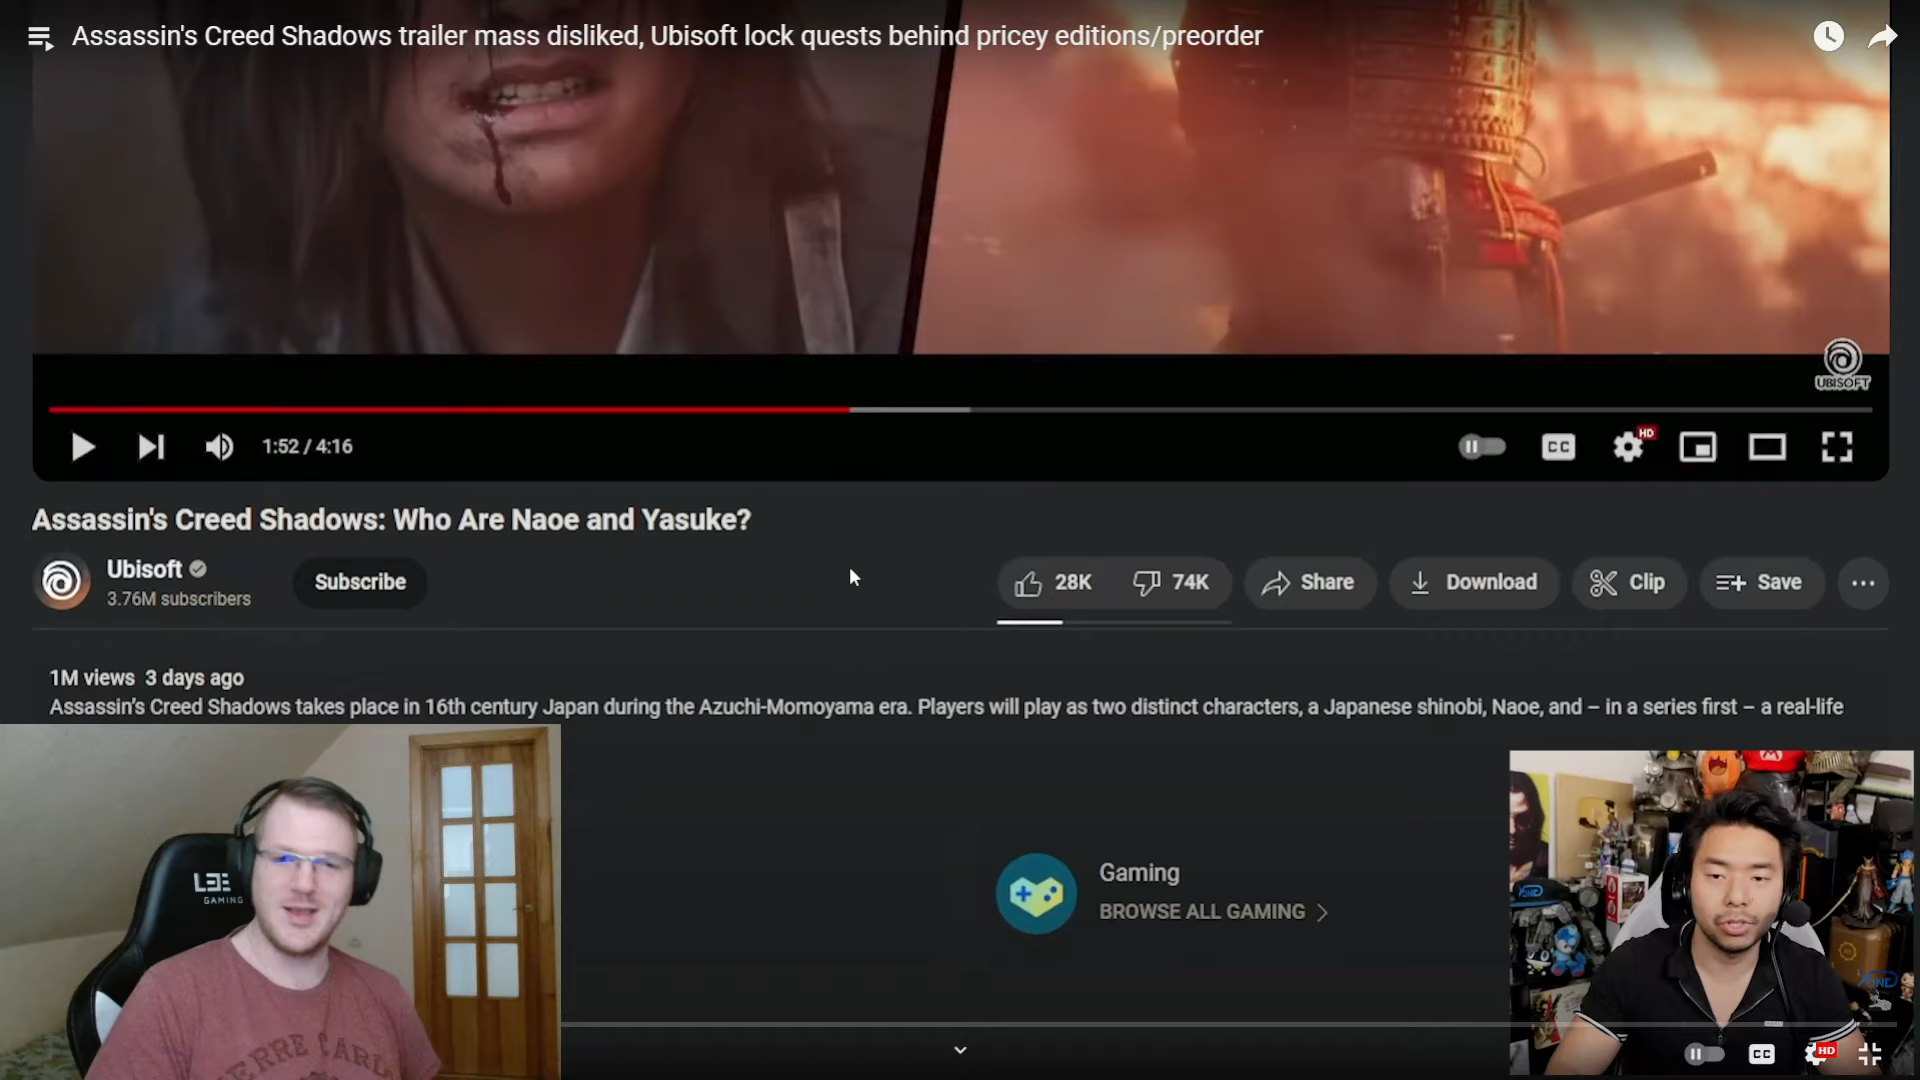 Assassin's Creed Shadows trailer mass disliked, Ubisoft lock quests behind pricey editions/preorder
UBISOFT
1:52 / 4:16
CC
HD
Assassin's Creed Shadows: Who Are Naoe and Yasuke?
Ubisoft
3.76M subscribers
Subscribe
28K
74K
Share
Download
Clip
Save
1M views 3 days ago
Assassin's Creed Shadows takes place in 16th century Japan during the Azuchi-Momoyama era. Players will play as two distinct characters, a Japanese shinobi, Naoe, and – in a series first – a real-life
Gaming
BROWSE ALL GAMING
GAMING
CC
HD